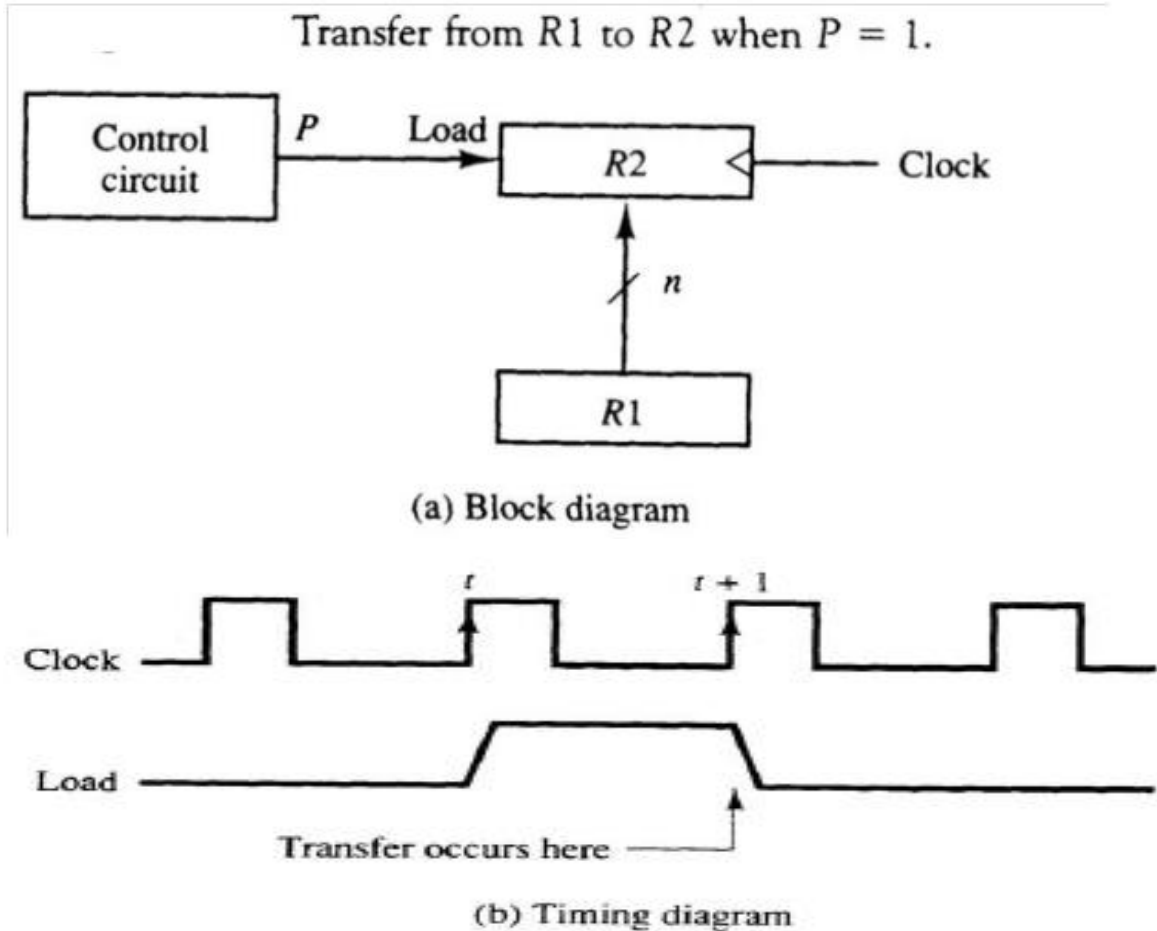 Transfer from R1 to R2 when P = 1.
Control
circuit
P
Load
R2
Clock
n
R1
(a) Block diagram
t
t + 1
Clock
Load
Transfer occurs here
(b) Timing diagram